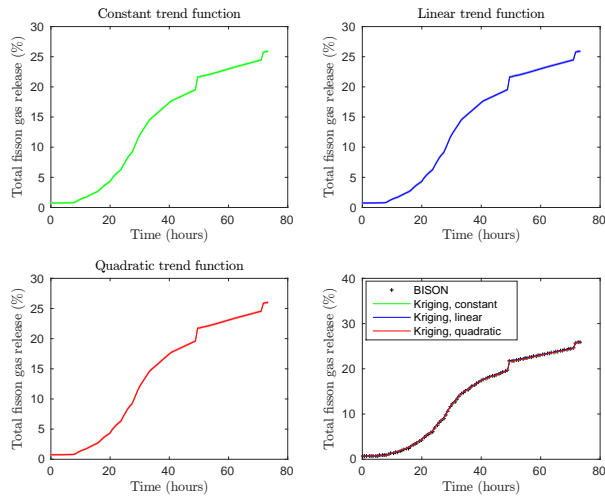 Constant trend function
Total fisson gas release (%)
30
25
20
15
10
5
0
0 20 40 60 80
Time (hours)
Linear trend function
Total fisson gas release (%)
30
25
20
15
10
5
0
0 20 40 60 80
Time (hours)
Quadratic trend function
Total fisson gas release (%)
30
25
20
15
10
5
0
0 20 40 60 80
Time (hours)
Total fisson gas release (%)
40
30
20
10
0
BISON
Kriging, constant
Kriging, linear
Kriging, quadratic
0 20 40 60 80
Time (hours)